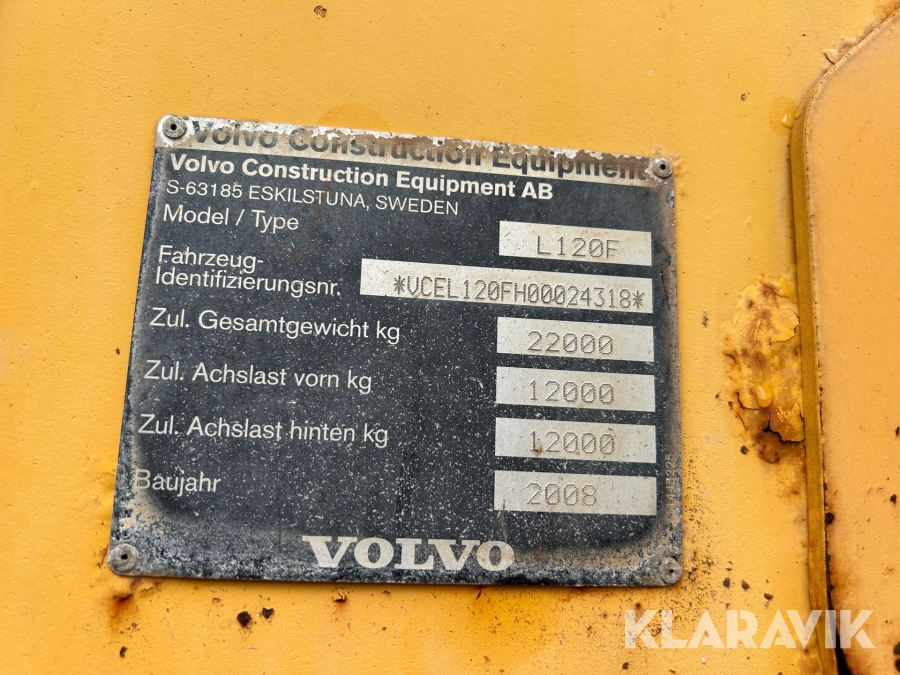 Volvo Construction Equipment
Volvo Construction Equipment AB
S-63185 ESKILSTUNA, SWEDEN
Model / Type L120F
Fahrzeug-
Identifizierungsnr. *VCEL120FH00024318*
Zul. Gesamtgewicht kg 22000
Zul. Achslast vorn kg 12000
Zul. Achslast hinten kg 12000
Baujahr 2008
VOLVO
KLARAVIK